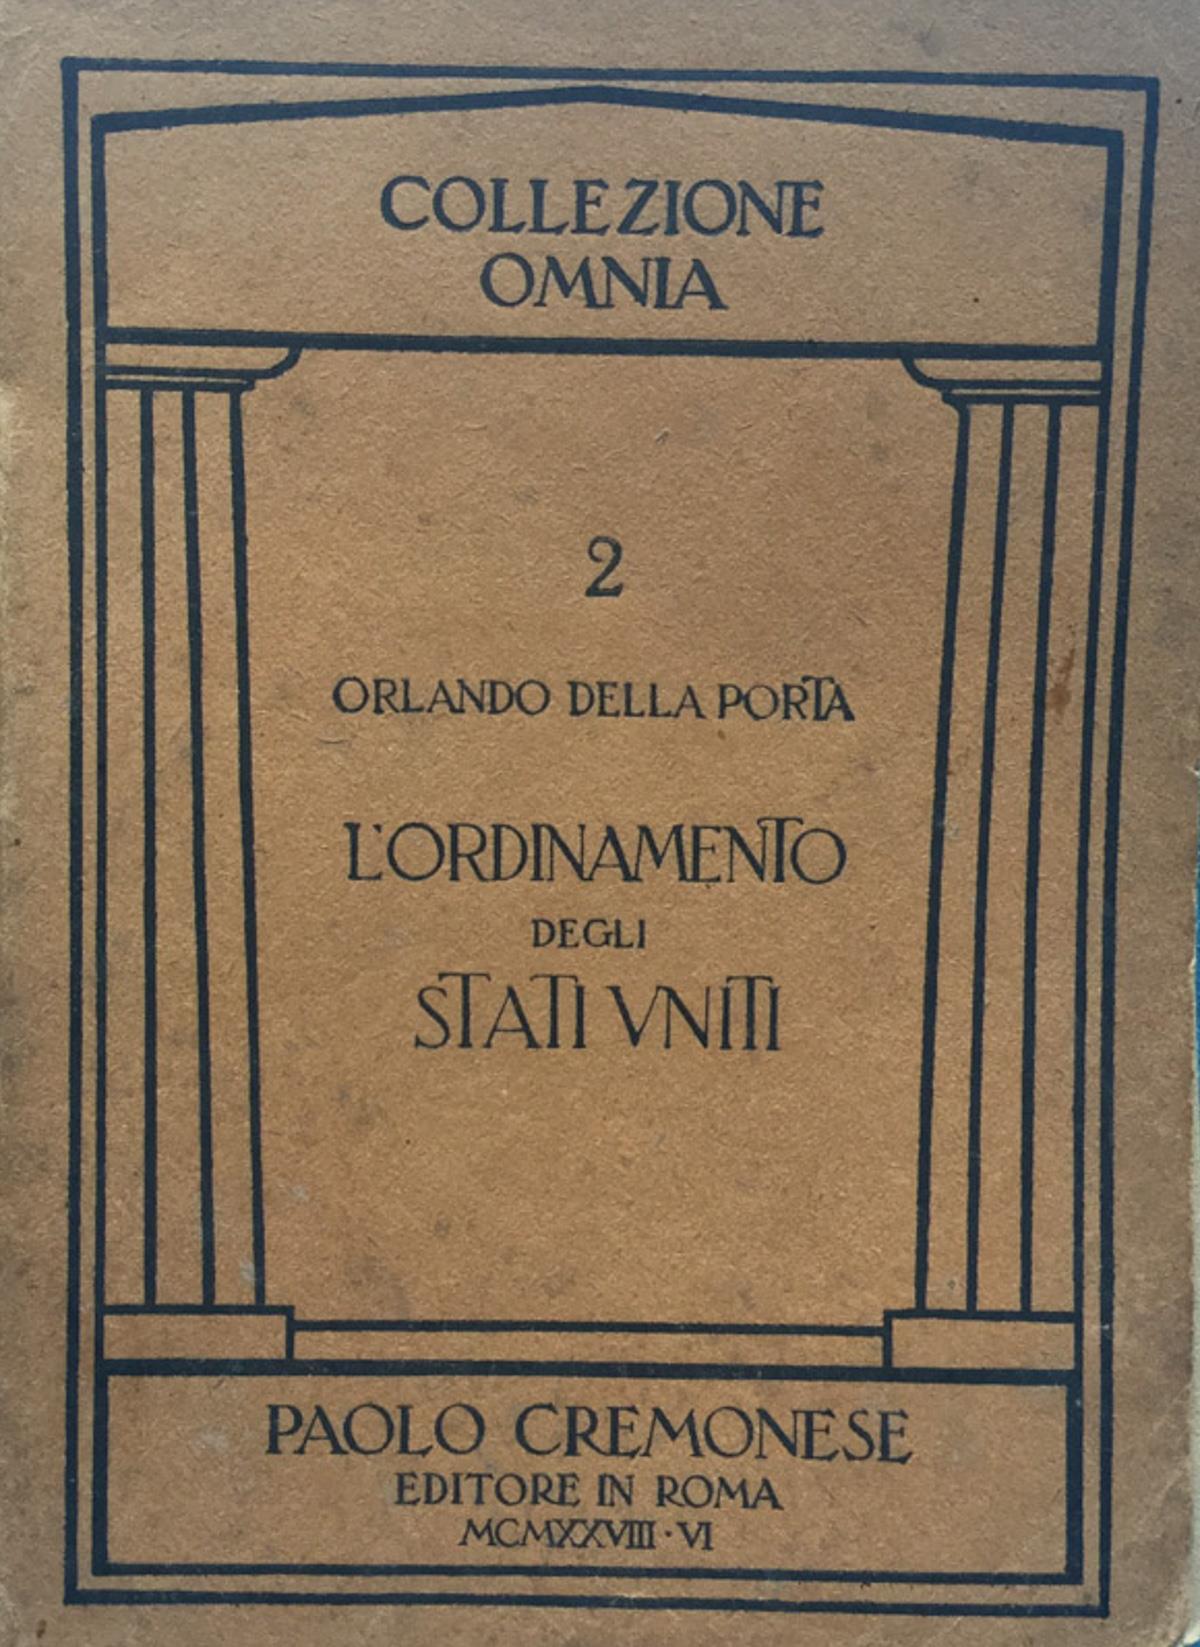 COLLEZIONE
OMNIA
2
ORLANDO DELLA PORTA
L'ORDINAMENTO
DEGLI
STATI VNITI
PAOLO CREMONESE
EDITORE IN ROMA
MCMXXVIII · VI